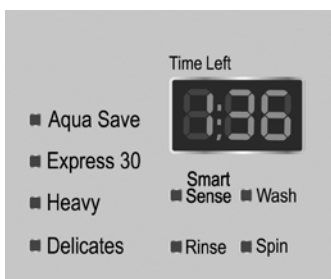 Time Left
1:36
Aqua Save
Express 30
Heavy
Delicates
Smart
Sense
Wash
Rinse
Spin